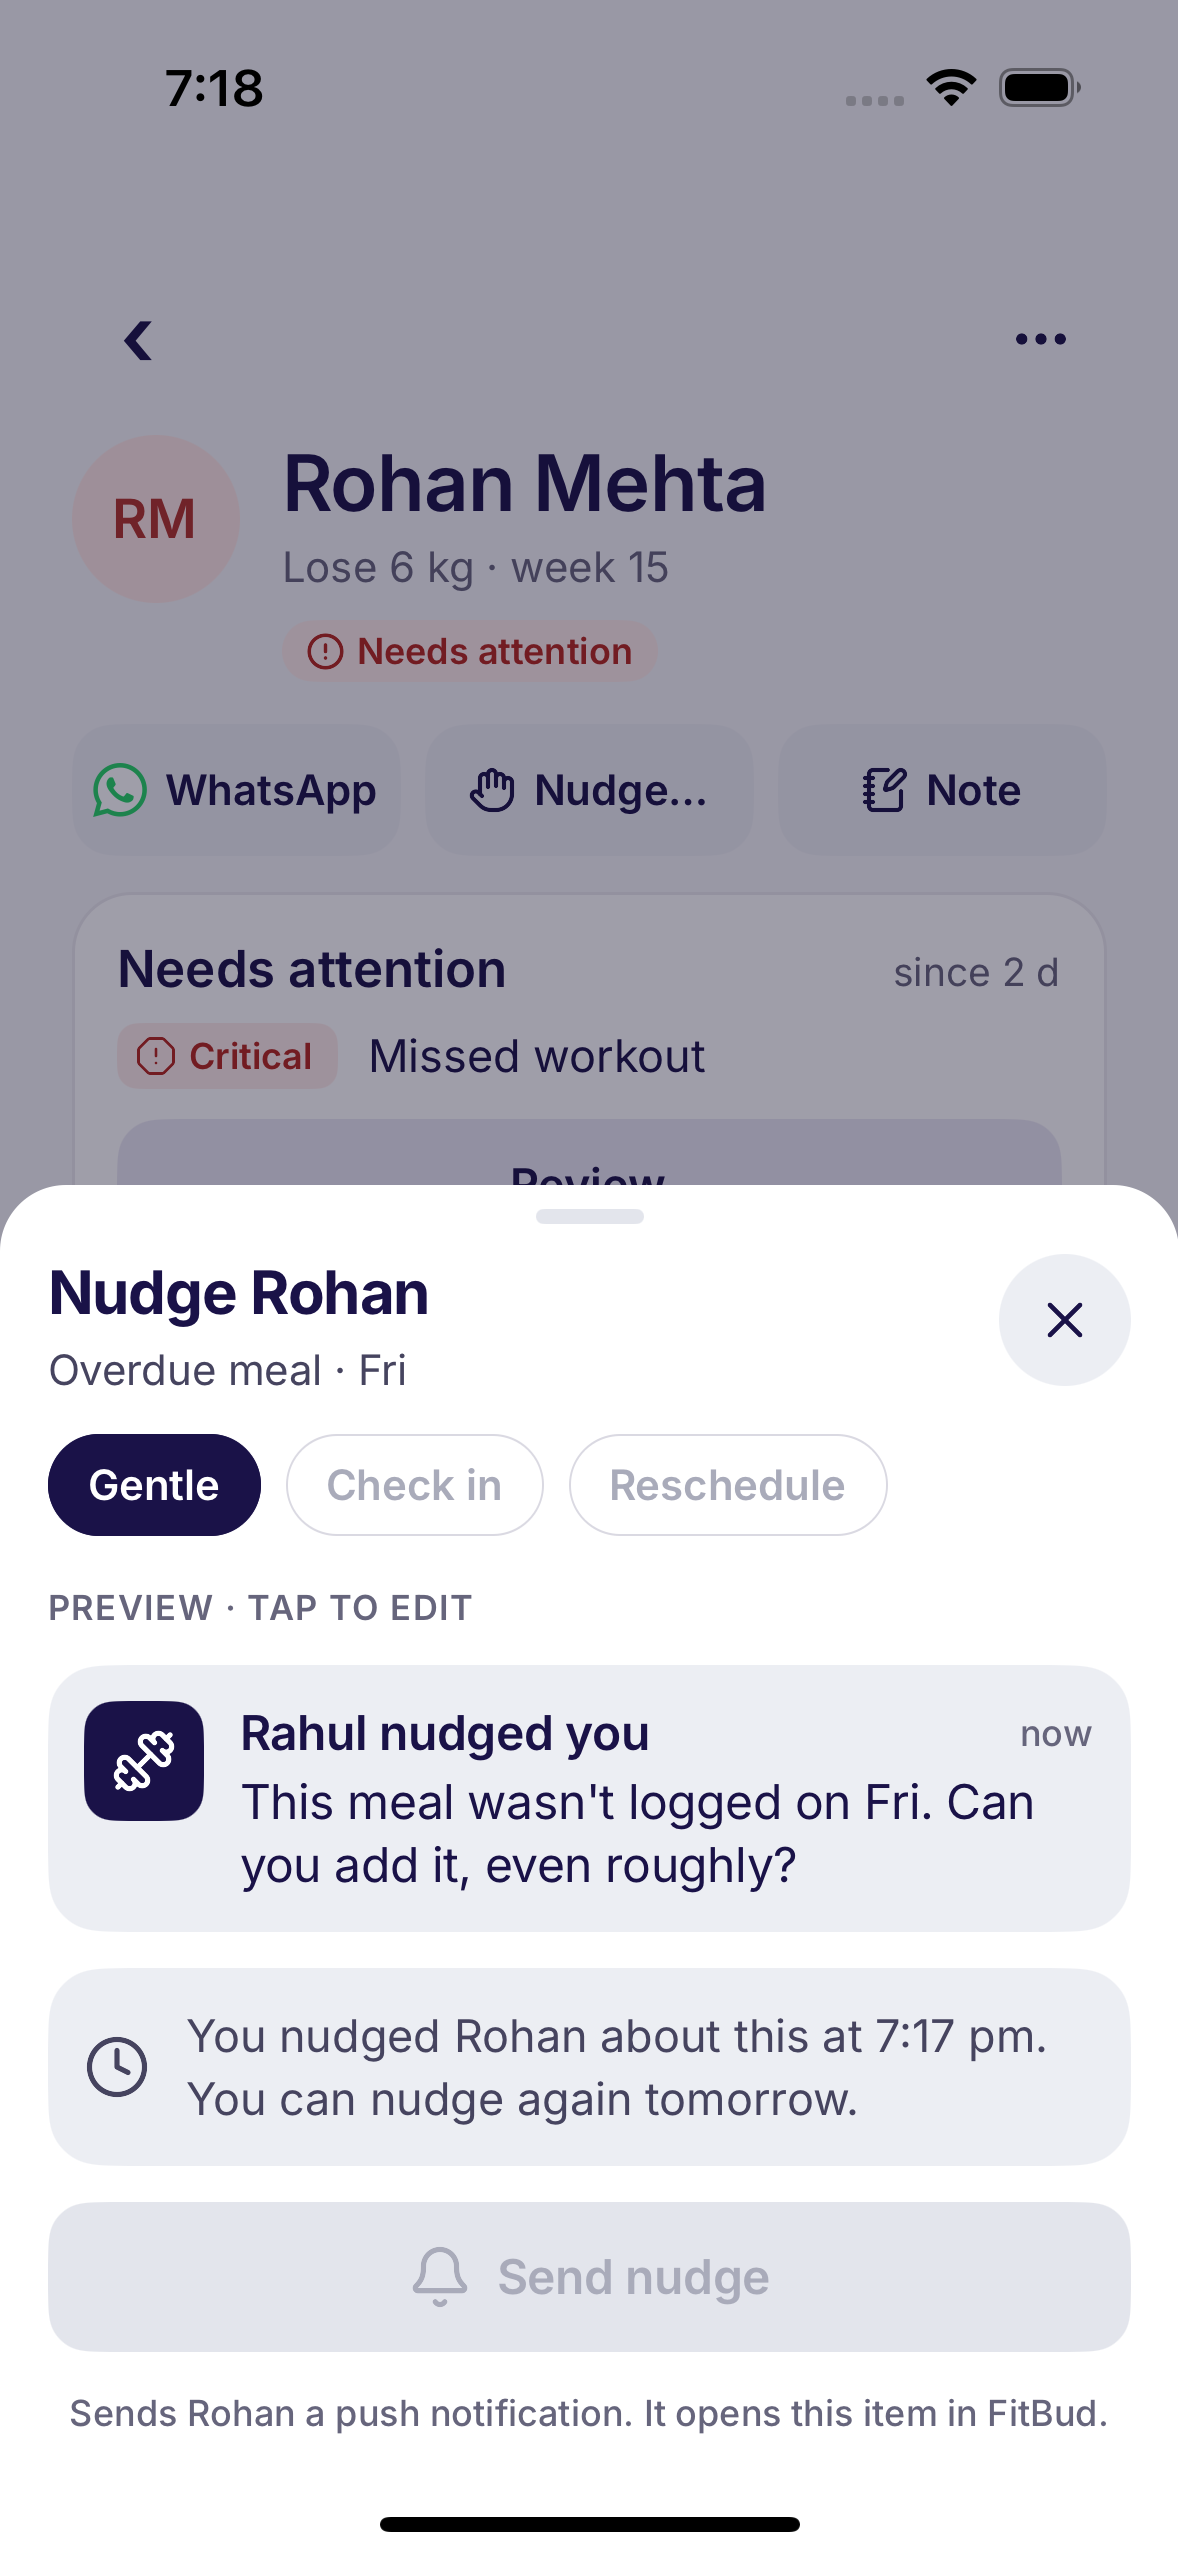 7:18
Rohan Mehta
RM
Lose 6 kg · week 15
Needs attention
WhatsApp
Nudge...
Note
Needs attention
since 2 d
Critical
Missed workout
Review
Nudge Rohan
Overdue meal · Fri
Gentle
Check in
Reschedule
PREVIEW · TAP TO EDIT
Rahul nudged you
now
This meal wasn't logged on Fri. Can
you add it, even roughly?
You nudged Rohan about this at 7:17 pm.
You can nudge again tomorrow.
Send nudge
Sends Rohan a push notification. It opens this item in FitBud.